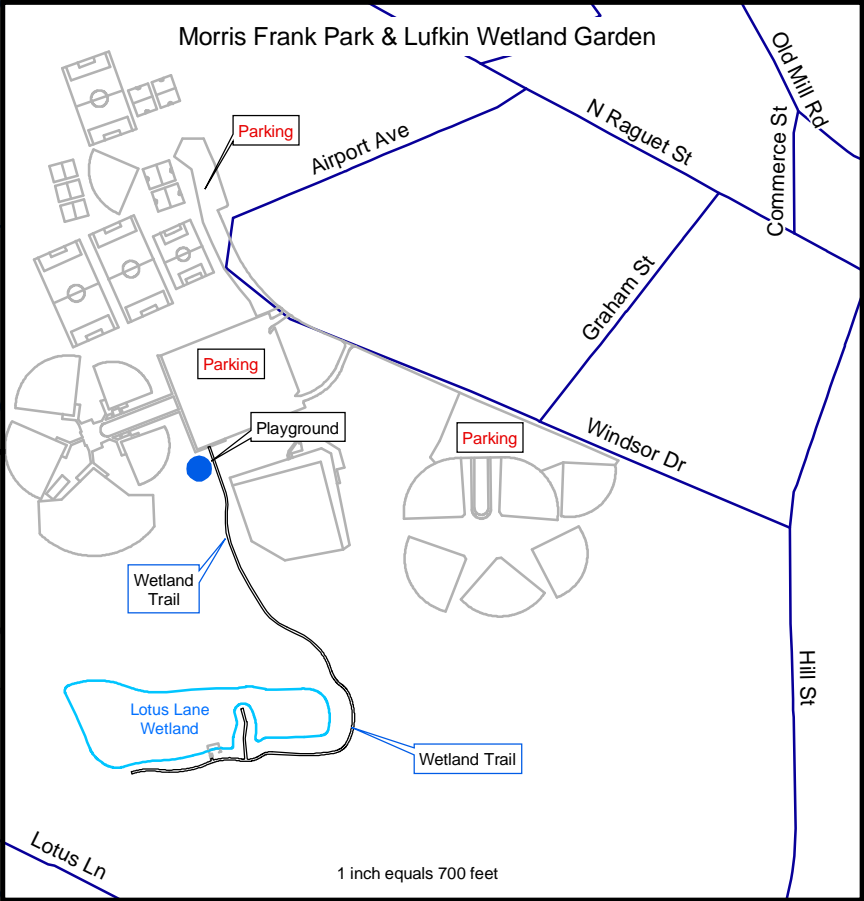 Morris Frank Park & Lufkin Wetland Garden
Old Mill Rd
N Raguet St
Commerce St
Parking
Airport Ave
Graham St
Parking
Playground
Parking
Windsor Dr
Wetland
Trail
Hill St
Lotus Lane
Wetland
Wetland Trail
Lotus Ln
1 inch equals 700 feet